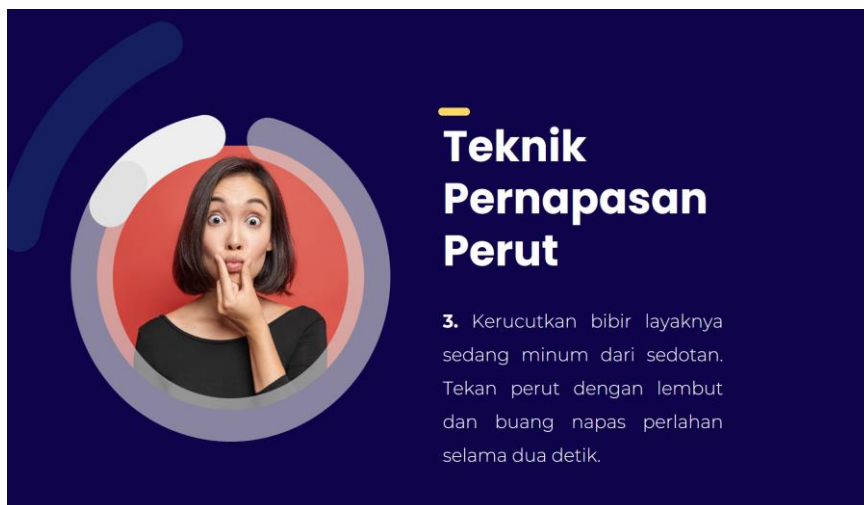 Teknik
Pernapasan
Perut
3. Kerucutkan bibir layaknya
sedang minum dari sedotan.
Tekan perut dengan lembut
dan buang napas perlahan
selama dua detik.